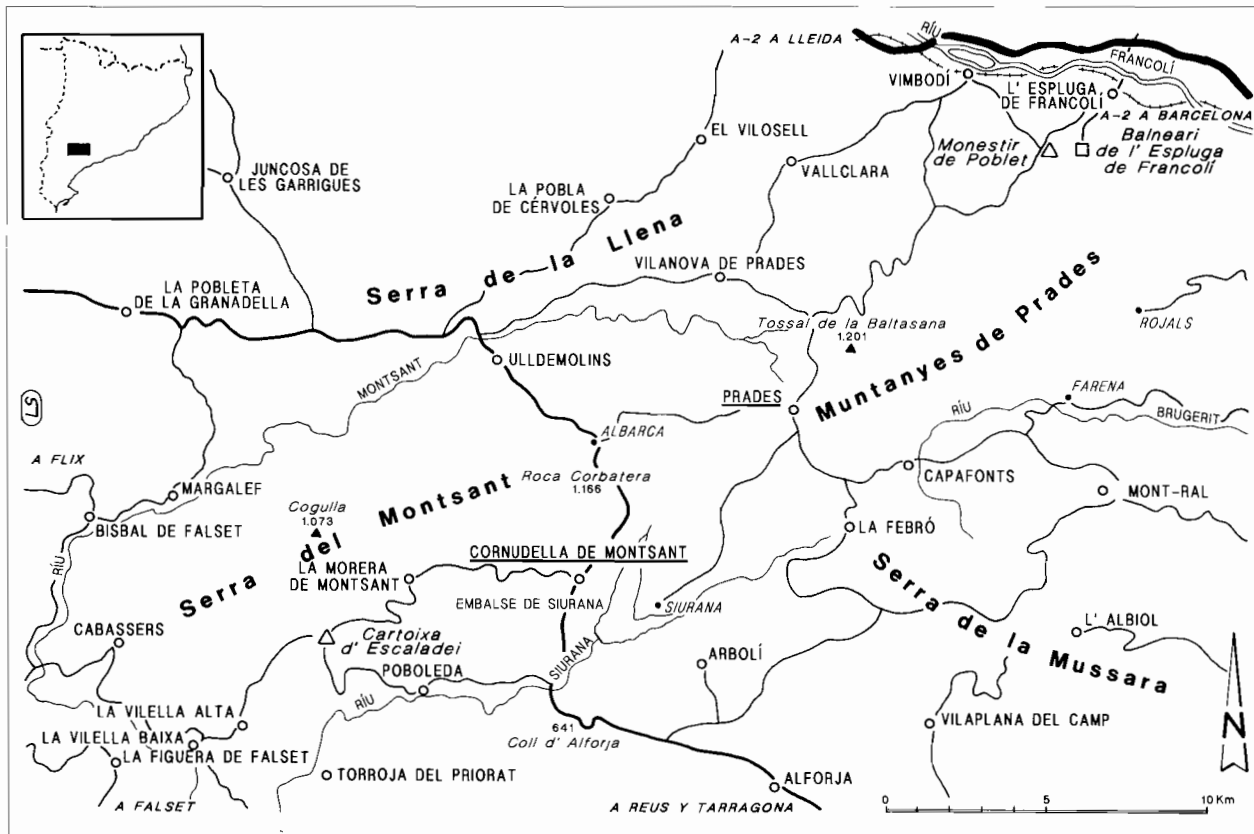 A-2 A LLEIDA
RÍU
FRANCOLÍ
VIMBODÍ
L' ESPLUGA
DE FRANCOLÍ
A-2 A BARCELONA
Balneari
de l' Espluga
de Francolí
Monestir
de Poblet
EL VILOSELL
VALLCLARA
JUNCOSA DE
LES GARRIGUES
LA POBLA
DE CÉRVOLES
Serra de la Llena
VILANOVA DE PRADES
LA POBLETA
DE LA GRANADELLA
Tossal de la Baltasana
1.201
Muntanyes de Prades
ROJALS
ULLDEMOLINS
MONTSANT
PRADES
FARENA
RÍU
BRUGERIT
ALBARCA
57
A FLIX
Roca Corbatera
1.166
CAPAFONTS
MARGALEF
MONT-RAL
BISBAL DE FALSET
Cogulla
1.073
Serra del Montsant
LA FEBRÓ
CORNUDELLA DE MONTSANT
LA MORERA
DE MONTSANT
RÍU
EMBALSE DE SIURANA
SIURANA
Serra de la Mussara
L' ALBIOL
CABASSERS
Cartoixa
d' Escaladei
SIURANA
ARBOLÍ
POBOLEDA
RÍU
LA VILELLA ALTA
641
Coll d' Alforja
VILAPLANA DEL CAMP
LA VILELLA BAIXA
LA FIGUERA DE FALSET
TORROJA DEL PRIORAT
ALFORJA
A FALSET
A REUS Y TARRAGONA
N
0 5 10 Km